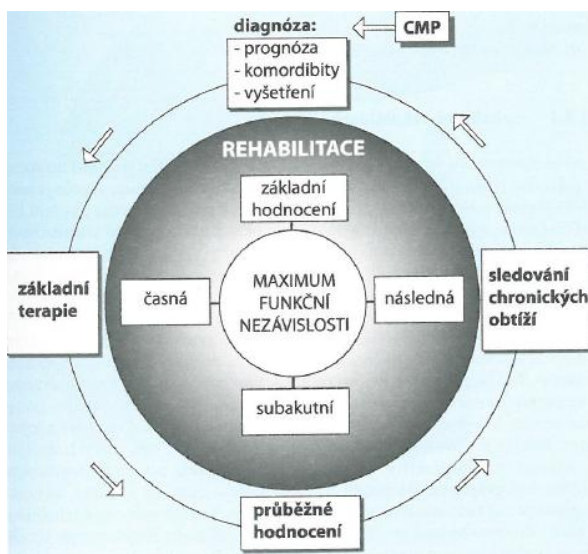 diagnóza:
- prognóza
- komordibity
- vyšetření
CMP
REHABILITACE
základní
hodnocení
základní
terapie
časná
MAXIMUM
FUNKČNÍ
NEZÁVISLOSTI
následná
sledování
chronických
obtíží
subakutní
průběžné
hodnocení